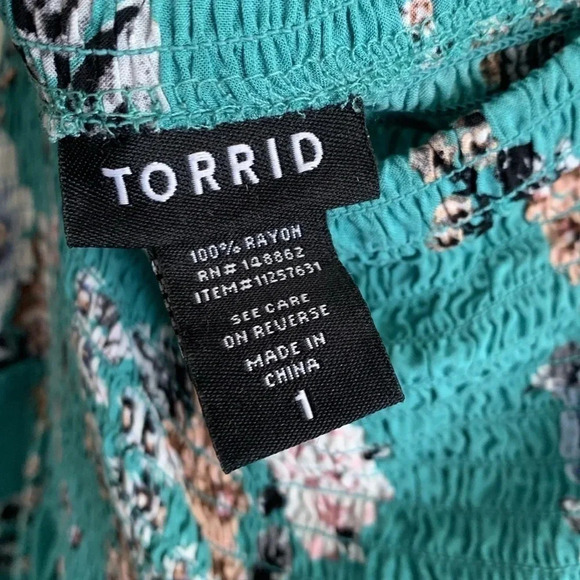 TORRID
100% RAYON
RN# 148862
ITEM# 11257631
SEE CARE
ON REVERSE
MADE IN
CHINA
1